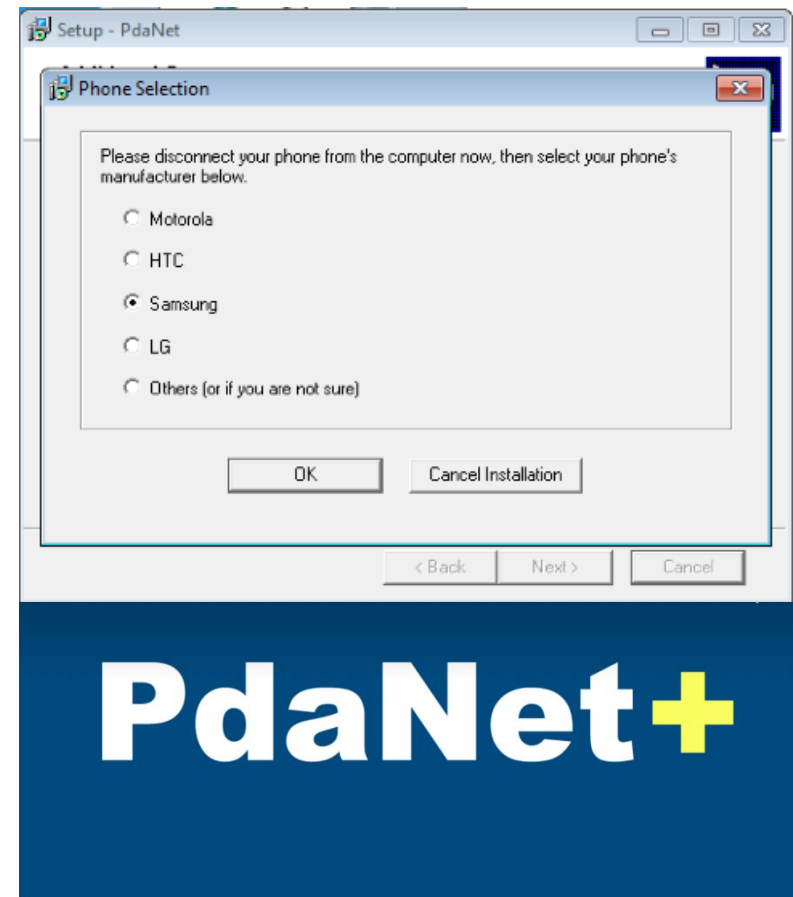 Setup - PdaNet
Phone Selection
Please disconnect your phone from the computer now, then select your phone's
manufacturer below.
Motorola
HTC
Samsung
LG
Others (or if you are not sure)
OK
Cancel Installation
< Back
Next >
Cancel
PdaNet+